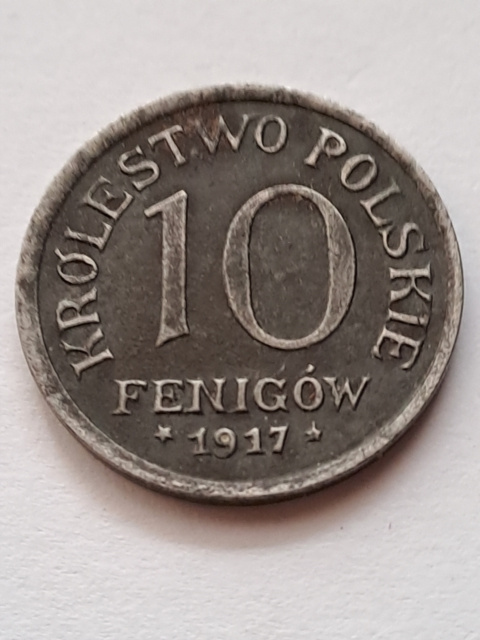 KRÓLESTWO POLSKIE
10
FENIGÓW
* 1917 *